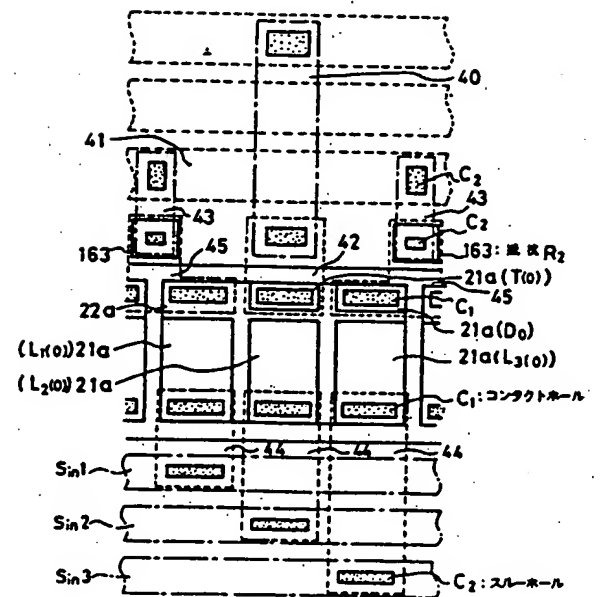 40
41
C₂
43
43
C₂
163
45
42
163: 抵抗 R₂
21a(T(0))
45
22a
C₁
21a(D₀)
(L₁(0))21a
21a(L₃(0))
(L₂(0))21a
C₁: コンタクトホール
44
44
44
Sin1
Sin2
Sin3
C₂: スルーホール